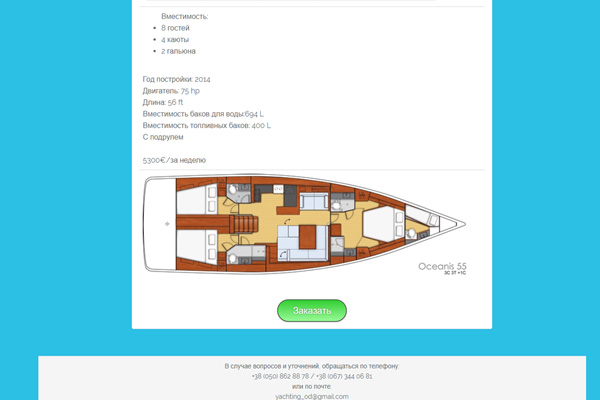 Вместимость:
8 гостей
4 каюты
2 гальюна
Год постройки: 2014
Двигатель: 75 hp
Длина: 56 ft
Вместимость баков для воды:694 L
Вместимость топливных баков: 400 L
С подрулем
5300€/за неделю
Oceanis 55
3C 3T +1C
Заказать
В случае вопросов и уточнений, обращаться по телефону:
+38 (050) 862 88 78 / +38 (067) 344 06 81
или по почте:
yachting_od@gmail.com